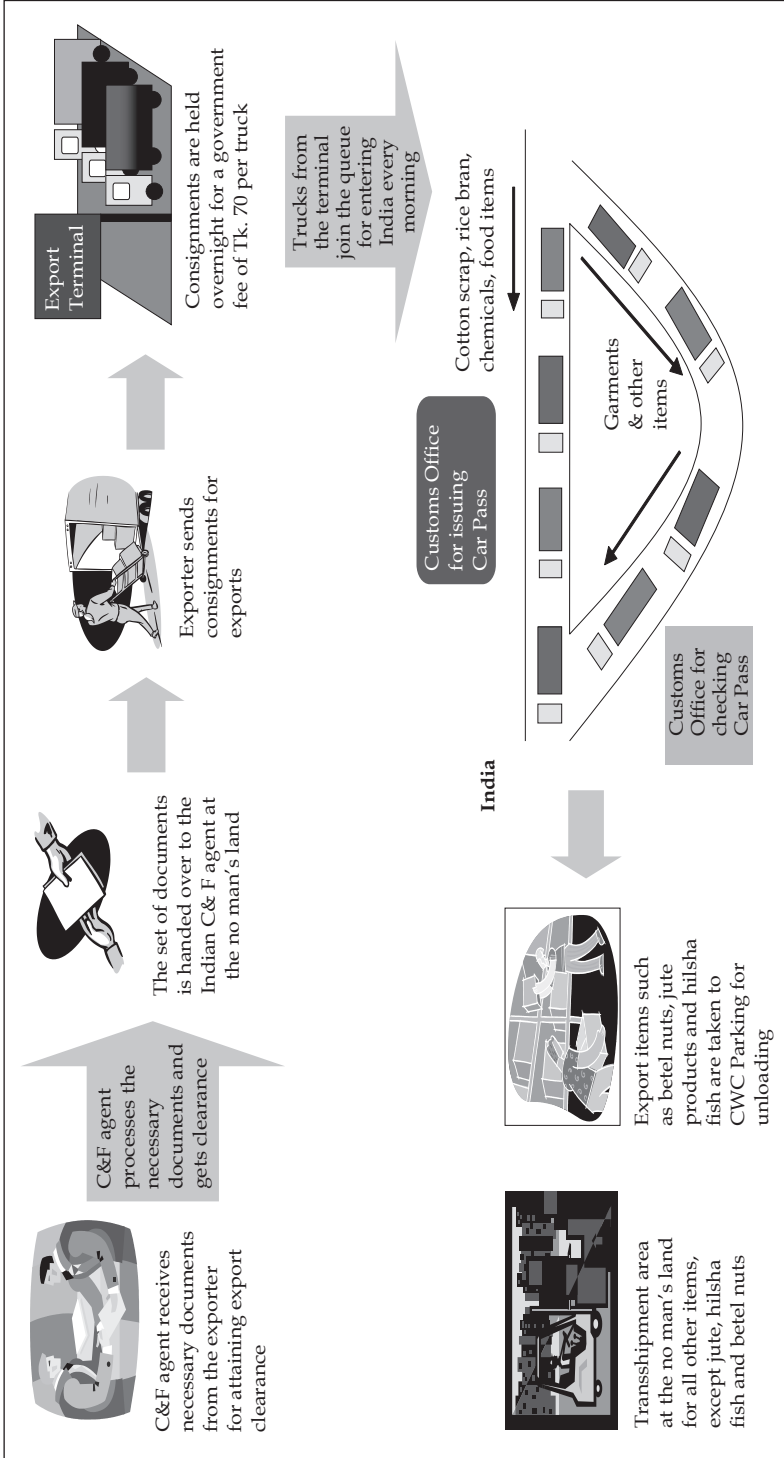 C&F agent receives
necessary documents
from the exporter
for attaining export
clearance
C&F agent
processes the
necessary
documents and
gets clearance
The set of documents
is handed over to the
Indian C& F agent at
the no man's land
Exporter sends
consignments for
exports
Export
Terminal
Consignments are held
overnight for a government
fee of Tk. 70 per truck
Trucks from
the terminal
join the queue
for entering
India every
morning
Cotton scrap, rice bran,
chemicals, food items
Customs Office
for issuing
Car Pass
Garments
& other
items
Customs
Office for
checking
Car Pass
India
Export items such
as betel nuts, jute
products and hilsha
fish are taken to
CWC Parking for
unloading
Transshipment area
at the no man's land
for all other items,
except jute, hilsha
fish and betel nuts